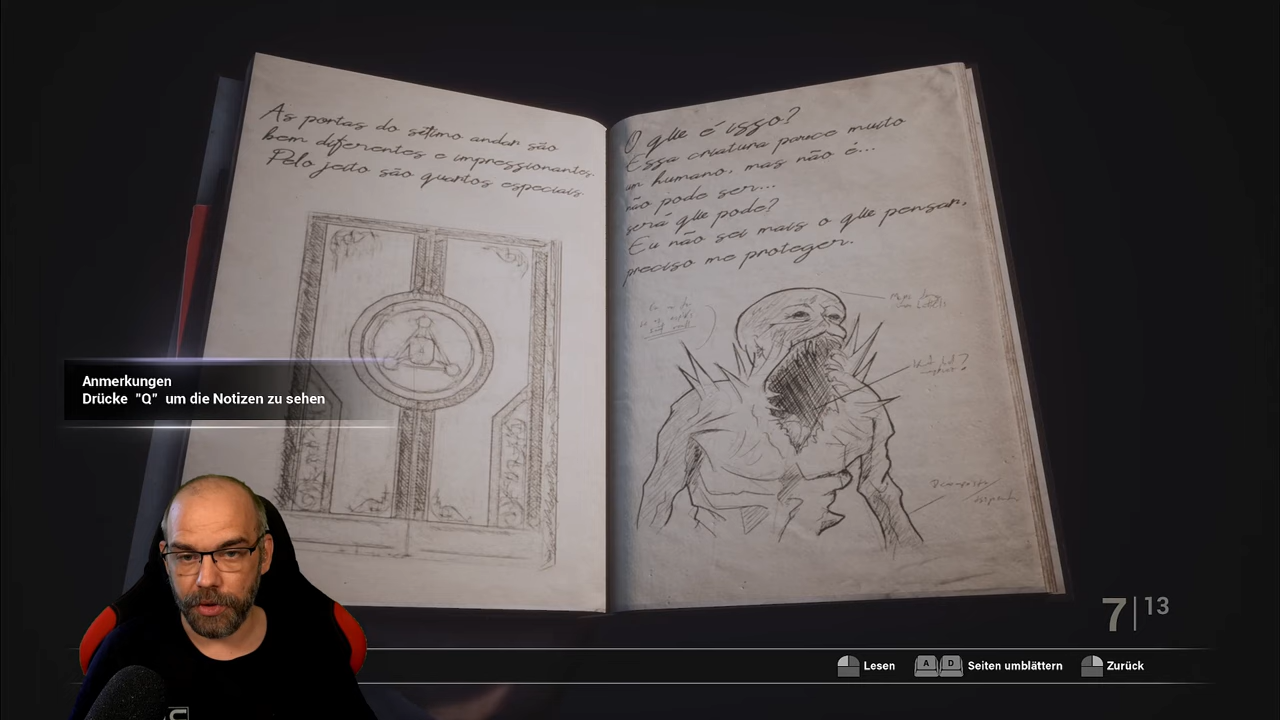 As portas do sétimo andar são
bem diferentes e impressionantes.
Pelo jeito são quartos especiais.
O que é isso?
Essa criatura parece muito
um humano, mas não é...
não pode ser...
será que pode?
Eu não sei mais o que pensar,
preciso me proteger.
Anmerkungen
Drücke "Q" um die Notizen zu sehen
7|13
A D
Lesen
Seiten umblättern
Zurück